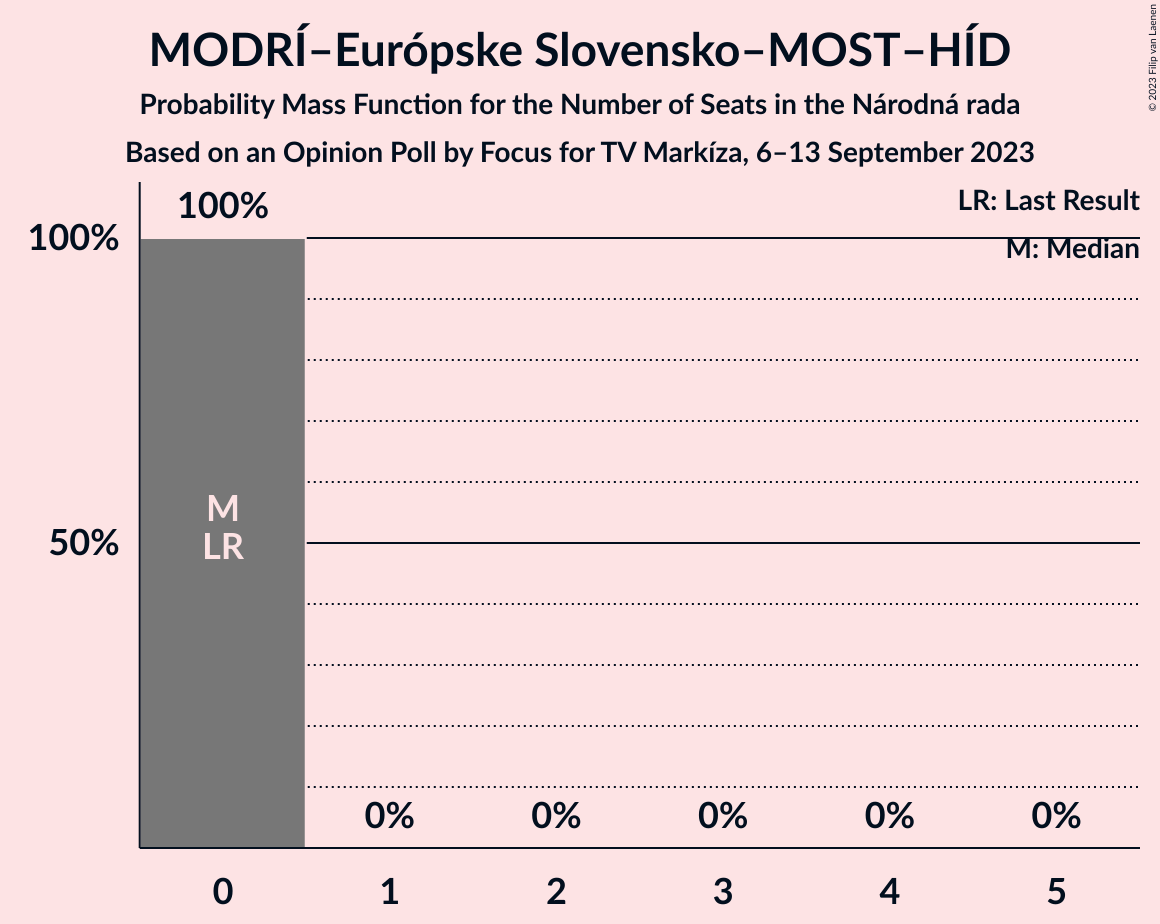 MODRÍ–Európske Slovensko–MOST–HÍD
Probability Mass Function for the Number of Seats in the Národná rada
Based on an Opinion Poll by Focus for TV Markíza, 6–13 September 2023
© 2023 Filip van Laenen
LR: Last Result
M: Median
100%
100%
50%
M
LR
0%
0%
0%
0%
0%
0
1
2
3
4
5